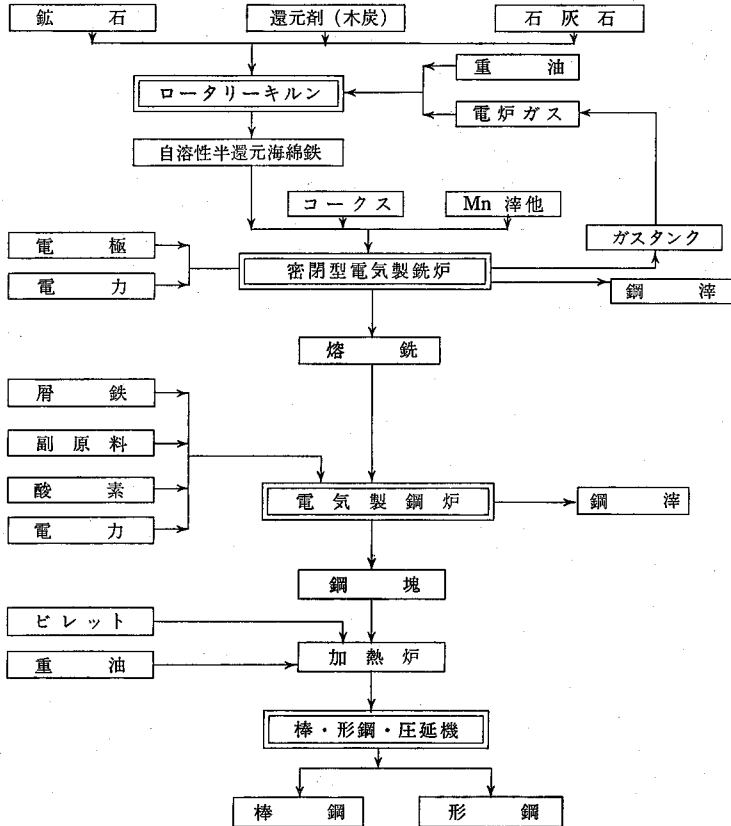 鉱石
還元剤(木炭)
石灰石
ロータリーキルン
重油
電炉ガス
自溶性半還元海綿鉄
コークス
Mn 滓他
電極
電力
密閉型電気製銑炉
ガスタンク
鋼滓
熔銑
屑鉄
副原料
酸素
電力
電気製鋼炉
鋼滓
鋼塊
ビレット
重油
加熱炉
棒・形鋼・圧延機
棒鋼
形鋼